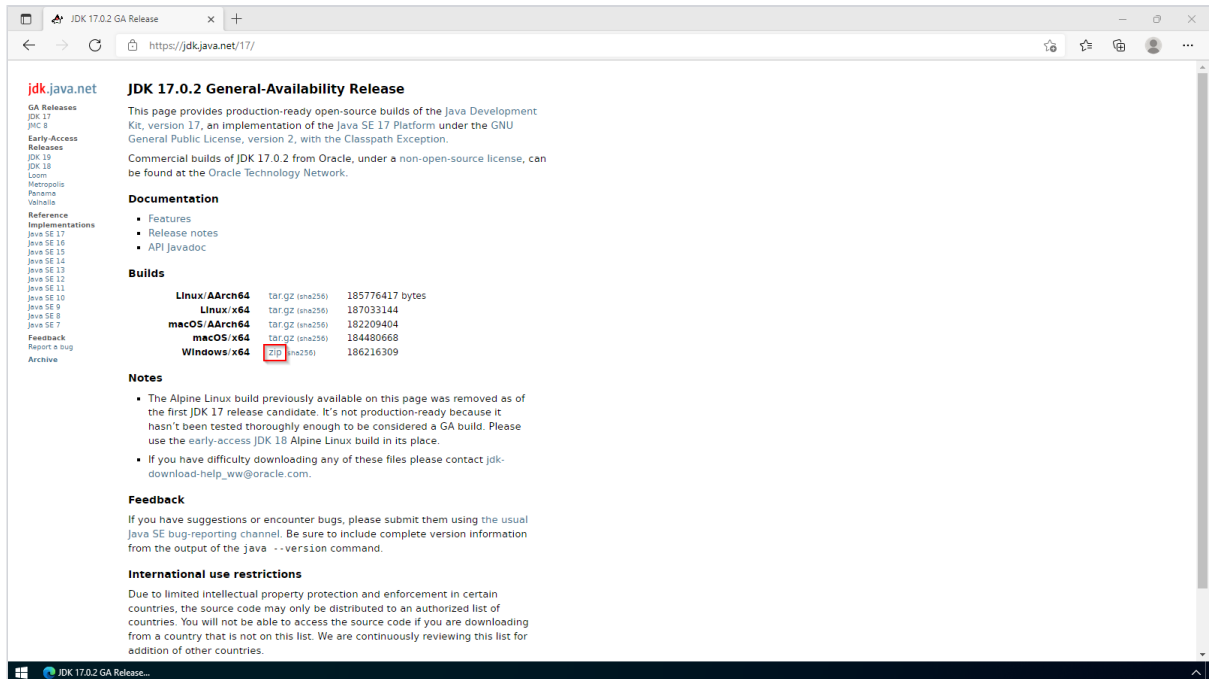 JDK 17.0.2 GA Release
https://jdk.java.net/17/
jdk.java.net
GA Releases
JDK 17
JMC 8
Early-Access
Releases
JDK 19
JDK 18
Loom
Metropolis
Panama
Valhalla
Reference
Implementations
Java SE 17
Java SE 16
Java SE 15
Java SE 14
Java SE 13
Java SE 12
Java SE 11
Java SE 10
Java SE 9
Java SE 8
Java SE 7
Feedback
Report a bug
Archive
JDK 17.0.2 General-Availability Release
This page provides production-ready open-source builds of the Java Development
Kit, version 17, an implementation of the Java SE 17 Platform under the GNU
General Public License, version 2, with the Classpath Exception.
Commercial builds of JDK 17.0.2 from Oracle, under a non-open-source license, can
be found at the Oracle Technology Network.
Documentation
Features
Release notes
API Javadoc
Builds
Linux/AArch64 tar.gz (sha256) 185776417 bytes
Linux/x64 tar.gz (sha256) 187033144
macOS/AArch64 tar.gz (sha256) 182209404
macOS/x64 tar.gz (sha256) 184480668
Windows/x64 zip (sha256) 186216309
Notes
The Alpine Linux build previously available on this page was removed as of
the first JDK 17 release candidate. It's not production-ready because it
hasn't been tested thoroughly enough to be considered a GA build. Please
use the early-access JDK 18 Alpine Linux build in its place.
If you have difficulty downloading any of these files please contact jdk-
download-help_ww@oracle.com.
Feedback
If you have suggestions or encounter bugs, please submit them using the usual
Java SE bug-reporting channel. Be sure to include complete version information
from the output of the java --version command.
International use restrictions
Due to limited intellectual property protection and enforcement in certain
countries, the source code may only be distributed to an authorized list of
countries. You will not be able to access the source code if you are downloading
from a country that is not on this list. We are continuously reviewing this list for
addition of other countries.
JDK 17.0.2 GA Release...